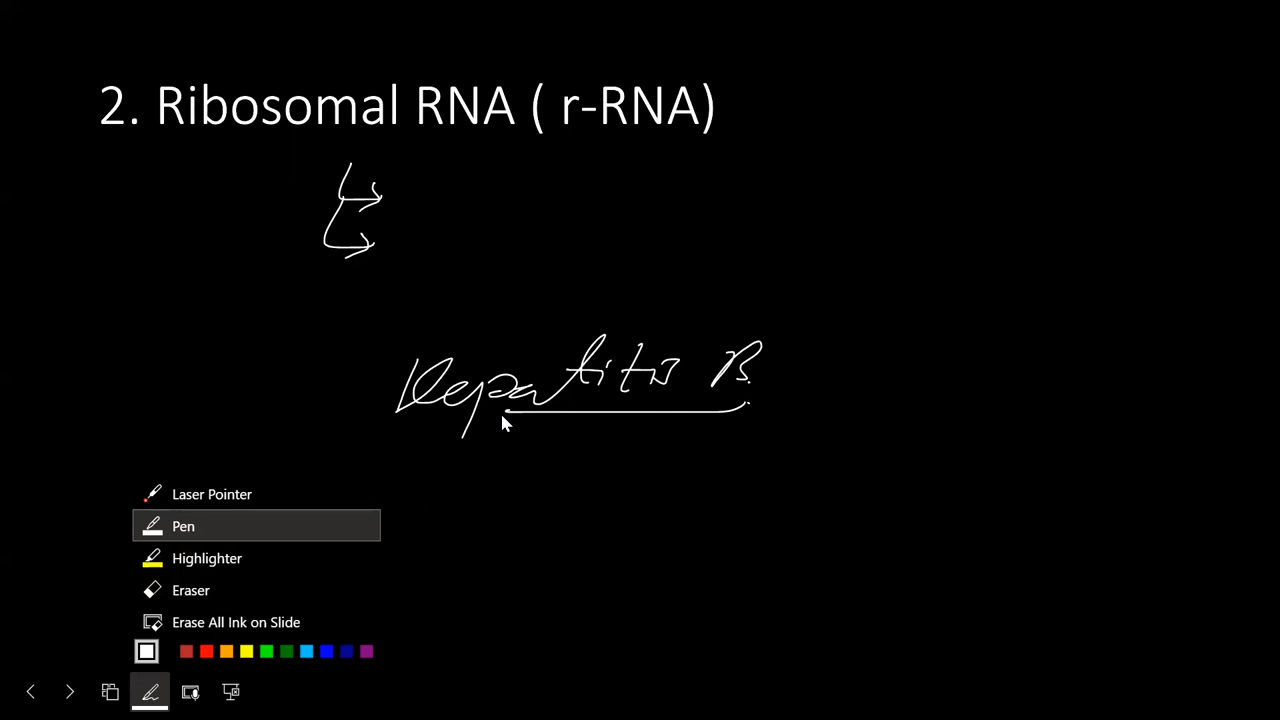 2. Ribosomal RNA ( r-RNA)
Hepatitis B.
Laser Pointer
Pen
Highlighter
Eraser
Erase All Ink on Slide